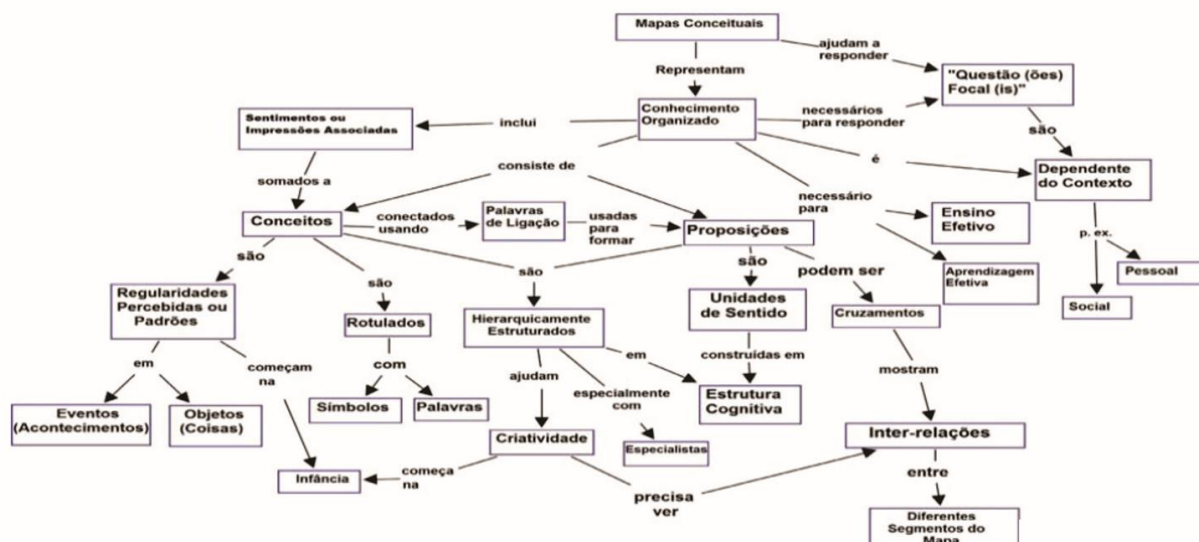 Mapas Conceituais
ajudam a
responder
Representam
"Questão (ões)
Focal (is)"
Sentimentos ou
Impressões Associadas
inclui
Conhecimento
Organizado
necessários
para responder
são
é
consiste de
Dependente
do Contexto
somados a
necessário
para
Conceitos
conectados
usando
Palavras
de Ligação
usadas
para
formar
Proposições
Ensino
Efetivo
p. ex.
são
são
são
são
podem ser
Aprendizagem
Efetiva
Pessoal
Social
Regularidades
Percebidas ou
Padrões
Rotulados
Hierarquicamente
Estruturados
Unidades
de Sentido
Cruzamentos
em
começam
na
com
ajudam
em
construídas em
mostram
especialmente
com
Eventos
(Acontecimentos)
Objetos
(Coisas)
Símbolos
Palavras
Estrutura
Cognitiva
Criatividade
Especialistas
Inter-relações
Infância
começa
na
precisa
ver
entre
Diferentes
Segmentos do
Mapa